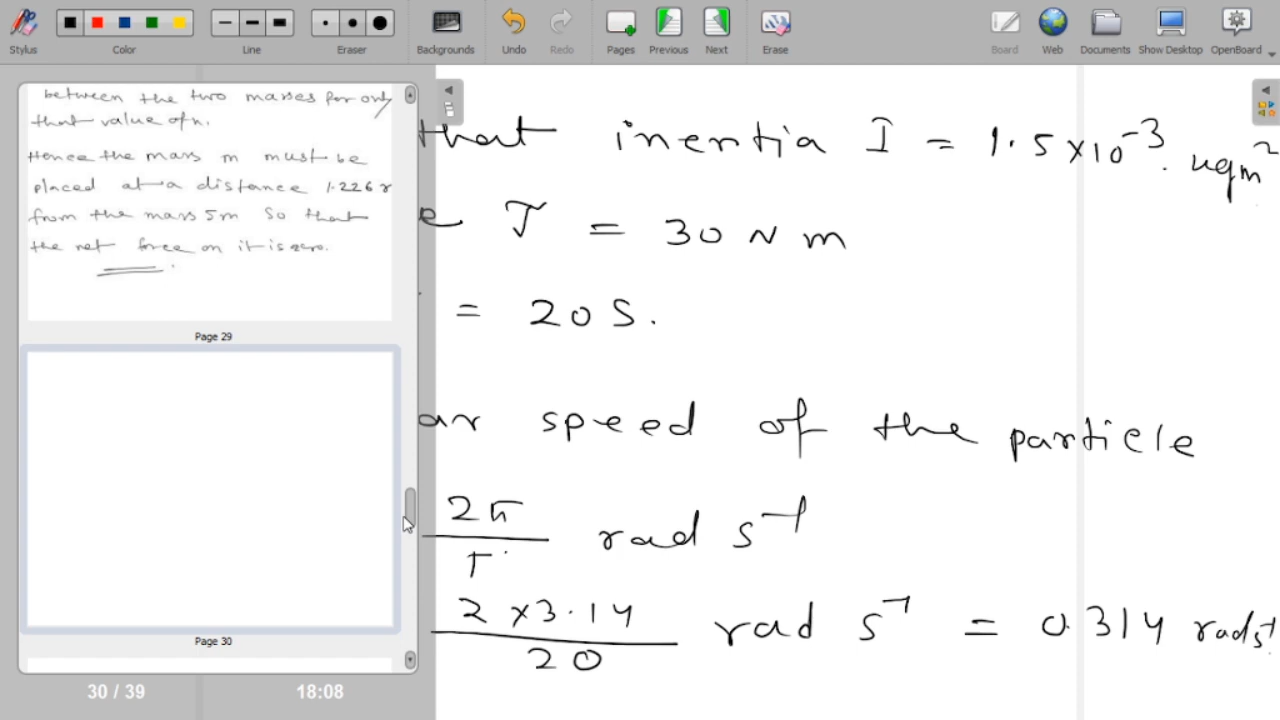 Stylus Color Line Eraser Backgrounds Undo Redo Pages Previous Next Erase Board Web Documents Show Desktop OpenBoard
between the two masses for only
that value of n.
Hence the mass m must be
placed at a distance 1.226 r
from the mass 5m so that
the net force on it is zero.
Page 29
Page 30
30 / 39 18:08
that inertia I = 1.5 × 10⁻³ kgm²
e τ = 30 N m
= 20 S.
ar speed of the particle
2π / T rad s⁻¹
2 × 3.14 / 20 rad s⁻¹ = 0.314 rad s⁻¹